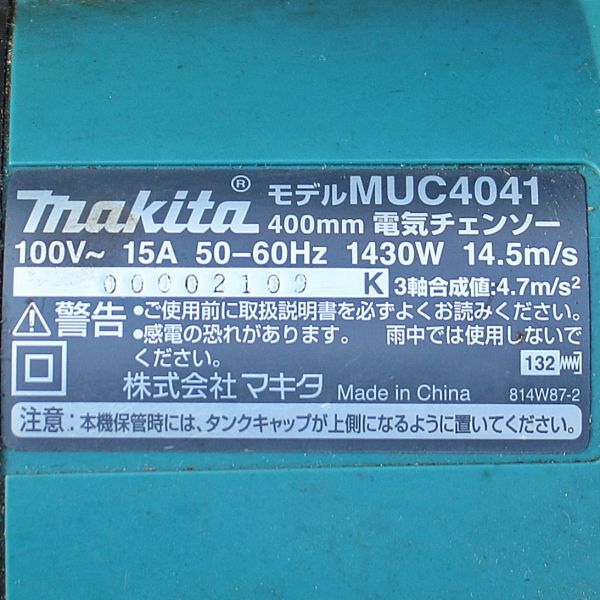 makita® モデルMUC4041
400mm 電気チェンソー
100V~ 15A 50-60Hz 1430W 14.5m/s
00002109 K 3軸合成値:4.7m/s²
警告 •ご使用前に取扱説明書を必ずよくお読みください。
•感電の恐れがあります。 雨中では使用しないで
ください。
132
株式会社 マキタ Made in China 814W87-2
注意:本機保管時には、タンクキャップが上側になるように置いてください。